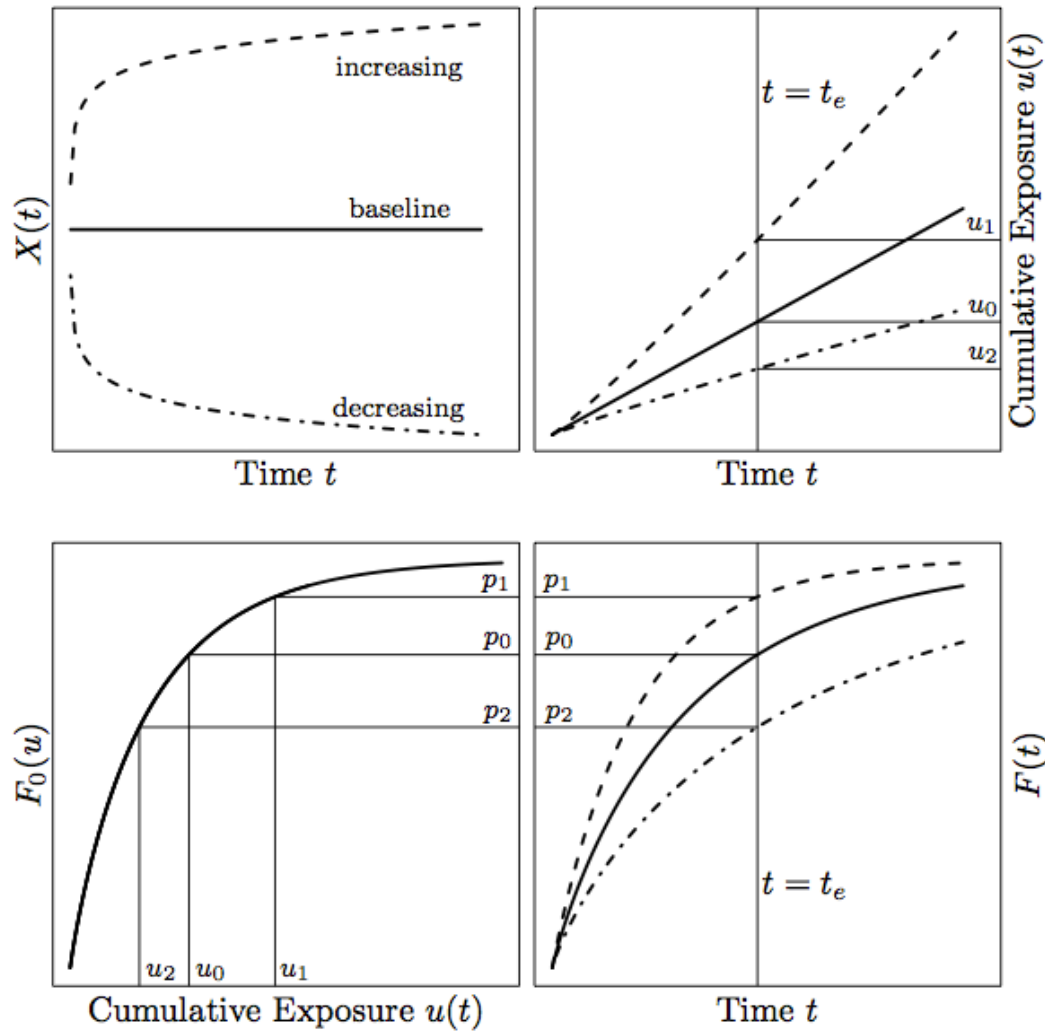 X(t)
increasing
baseline
decreasing
Time t
t = t_e
u_1
u_0
u_2
Cumulative Exposure u(t)
Time t
F_0(u)
p_1
p_0
p_2
u_2
u_0
u_1
Cumulative Exposure u(t)
p_1
p_0
p_2
t = t_e
F(t)
Time t